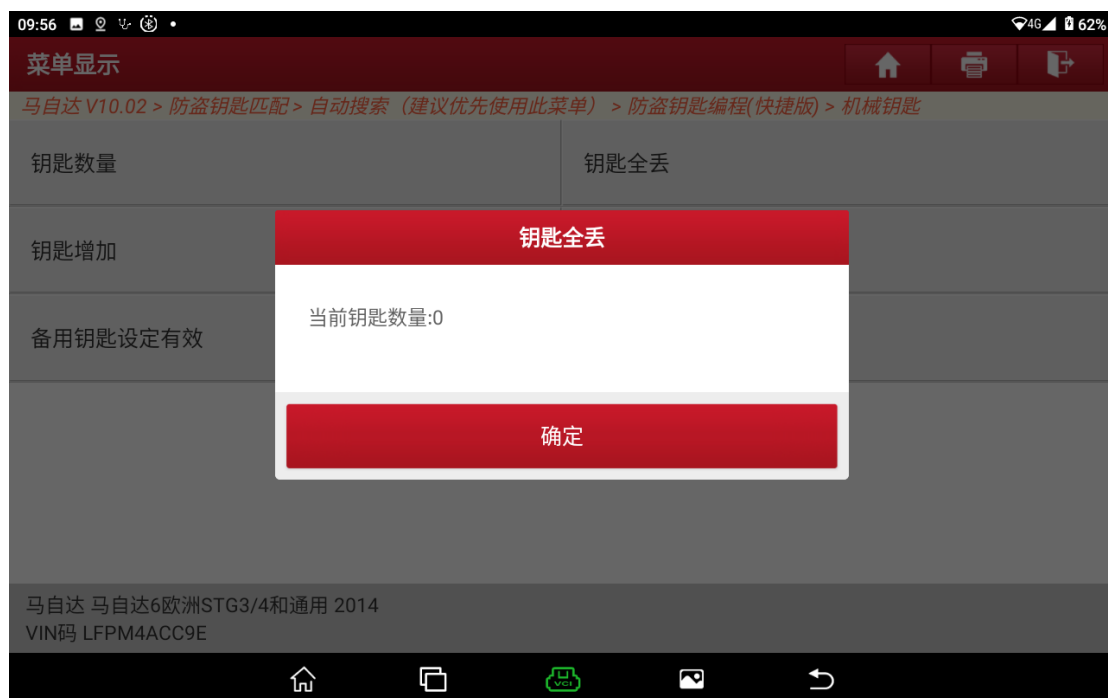 09:56
4G 62%
菜单显示
马自达 V10.02 > 防盗钥匙匹配 > 自动搜索（建议优先使用此菜单） > 防盗钥匙编程(快捷版) > 机械钥匙
钥匙数量
钥匙全丢
钥匙增加
钥匙全丢
当前钥匙数量:0
备用钥匙设定有效
确定
马自达 马自达6欧洲STG3/4和通用 2014
VIN码 LFPM4ACC9E
VCI